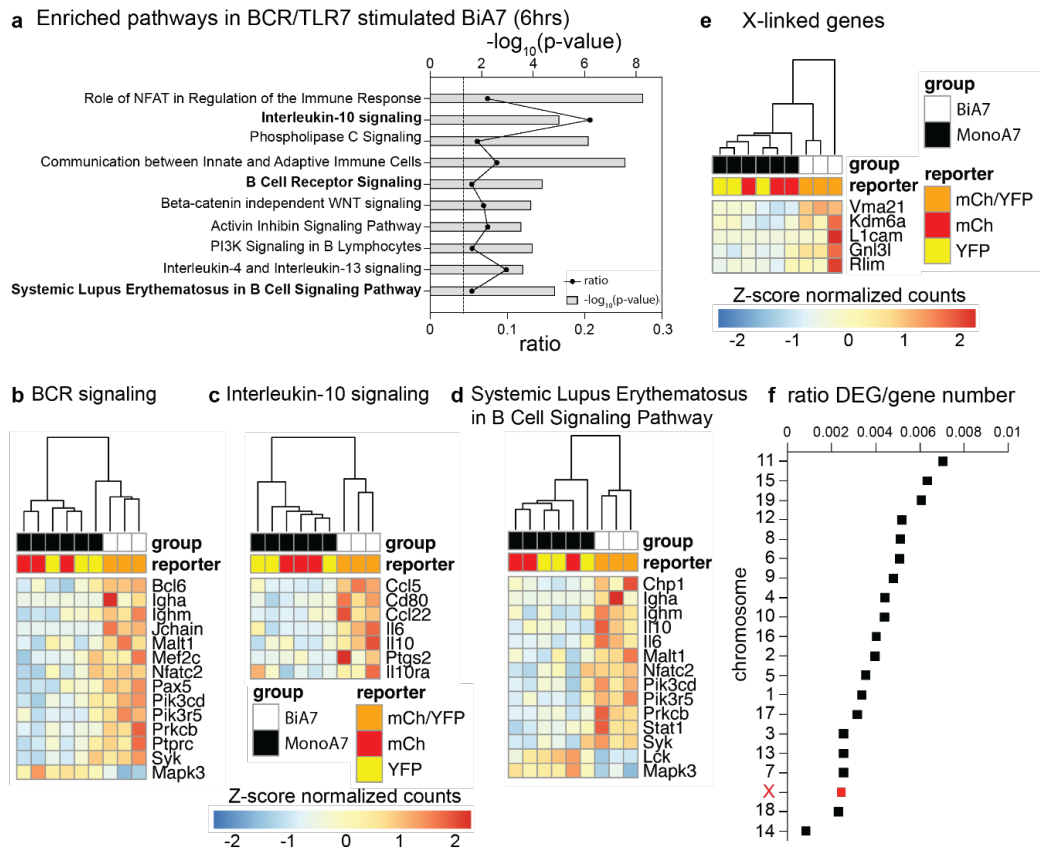 a Enriched pathways in BCR/TLR7 stimulated BiA7 (6hrs)
-log10(p-value)
0 2 4 6 8
Role of NFAT in Regulation of the Immune Response
Interleukin-10 signaling
Phospholipase C Signaling
Communication between Innate and Adaptive Immune Cells
B Cell Receptor Signaling
Beta-catenin independent WNT signaling
Activin Inhibin Signaling Pathway
PI3K Signaling in B Lymphocytes
Interleukin-4 and Interleukin-13 signaling
Systemic Lupus Erythematosus in B Cell Signaling Pathway
ratio
-log10(p-value)
0 0.1 0.2 0.3
ratio
e X-linked genes
group
reporter
Vma21
Kdm6a
L1cam
Gnl3l
Rlim
group
BiA7
MonoA7
reporter
mCh/YFP
mCh
YFP
Z-score normalized counts
-2 -1 0 1 2
b BCR signaling
group
reporter
Bcl6
Igha
Ighm
Jchain
Malt1
Mef2c
Nfatc2
Pax5
Pik3cd
Pik3r5
Prkcb
Ptprc
Syk
Mapk3
c Interleukin-10 signaling
group
reporter
Ccl5
Cd80
Ccl22
Il6
Il10
Ptgs2
Il10ra
group
BiA7
MonoA7
reporter
mCh/YFP
mCh
YFP
Z-score normalized counts
-2 -1 0 1 2
d Systemic Lupus Erythematosus
in B Cell Signaling Pathway
group
reporter
Chp1
Igha
Ighm
Il10
Il6
Malt1
Nfatc2
Pik3cd
Pik3r5
Prkcb
Stat1
Syk
Lck
Mapk3
f ratio DEG/gene number
0 0.002 0.004 0.006 0.008 0.01
chromosome
11
15
19
12
8
6
9
4
10
16
2
5
1
17
3
13
7
X
18
14